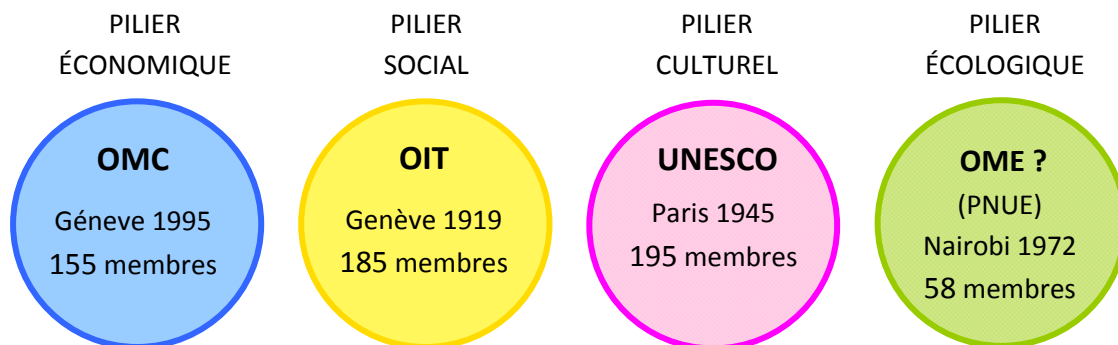 PILIER
ÉCONOMIQUE
OMC
Géneve 1995
155 membres
PILIER
SOCIAL
OIT
Genève 1919
185 membres
PILIER
CULTUREL
UNESCO
Paris 1945
195 membres
PILIER
ÉCOLOGIQUE
OME ?
(PNUE)
Nairobi 1972
58 membres